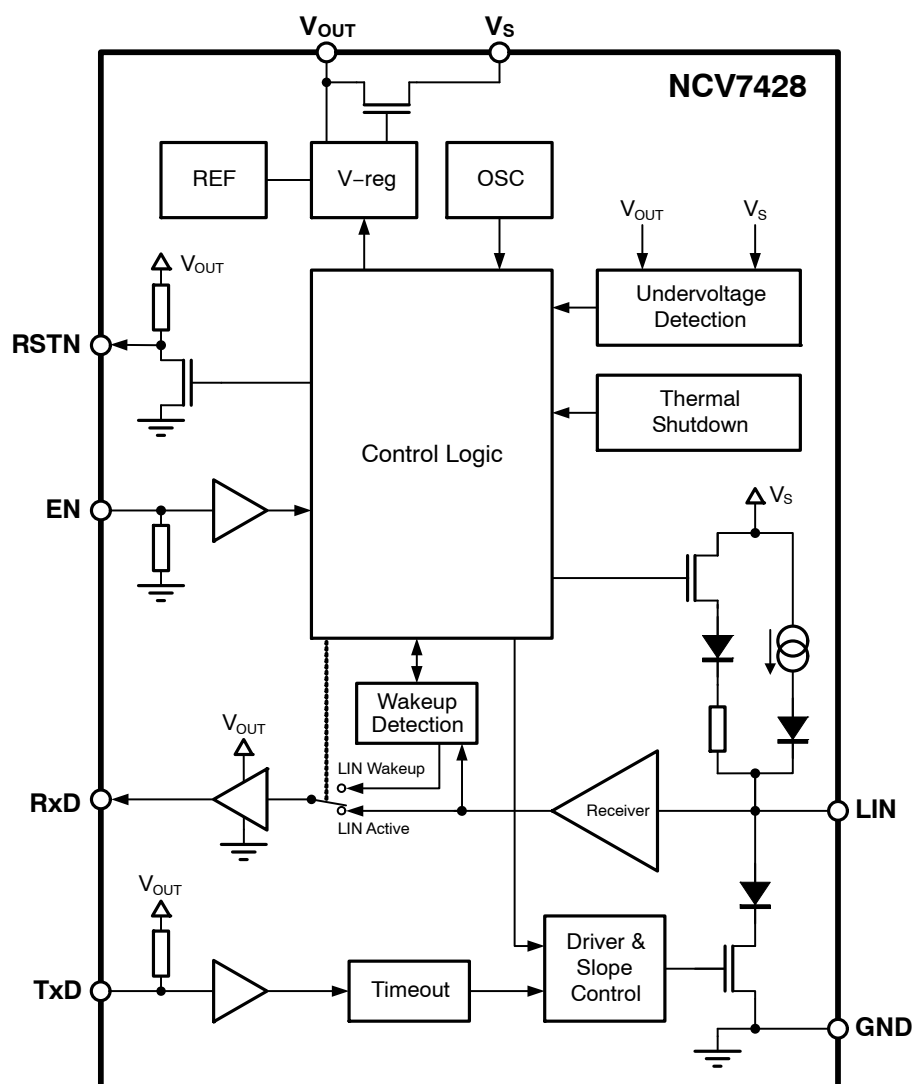 VOUT
VS
NCV7428
REF
V−reg
OSC
VOUT
VS
VOUT
Undervoltage
Detection
RSTN
Thermal
Shutdown
Control Logic
EN
VS
Wakeup
Detection
VOUT
LIN Wakeup
RxD
Receiver
LIN
LIN Active
VOUT
Driver &
Slope
Control
TxD
Timeout
GND